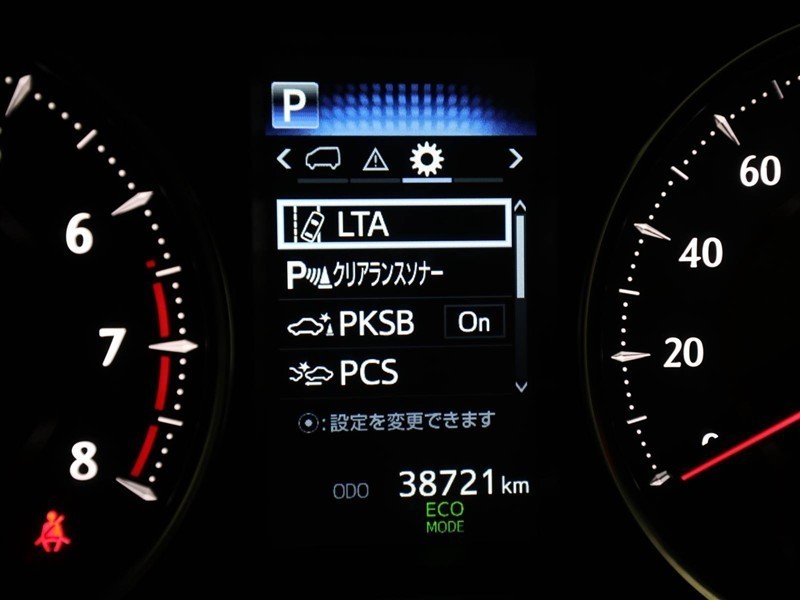 P
LTA
Pクリアランスソナー
PKSB On
PCS
:設定を変更できます
ODO 38721 km
ECO
MODE
6
7
8
60
40
20
0